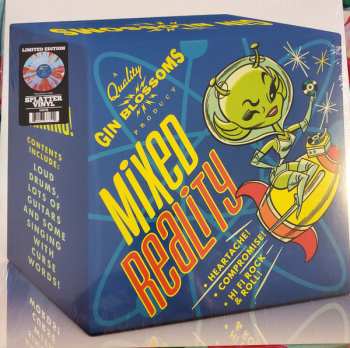 LIMITED EDITION
SPLATTER
VINYL
A
Quality
GIN BLOSSOMS
PRODUCT
MiXED
ReaLiTY
• HEARTACHE!
• COMPROMISE!
• HI FI ROCK
& ROLL!
CONTENTS
INCLUDE:
LOUD
DRUMS,
LOTS OF
GUITARS
AND SOME
SINGING
WITH
CURSE
WORDS!